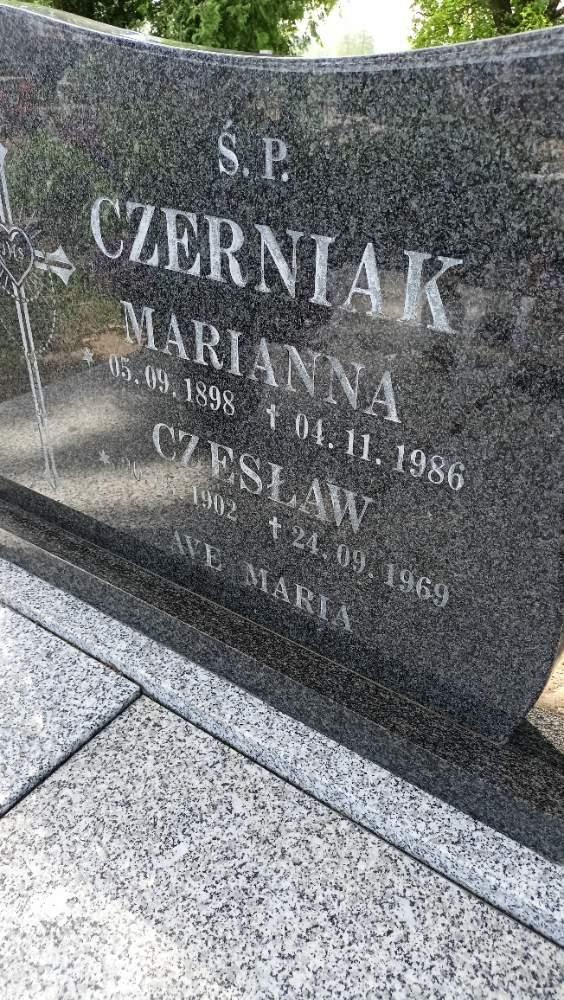 Ś.P.
CZERNIAK
MARIANNA
* 05.09.1898 † 04.11.1986
CZESŁAW
1902 † 24.09.1969
AVE MARIA